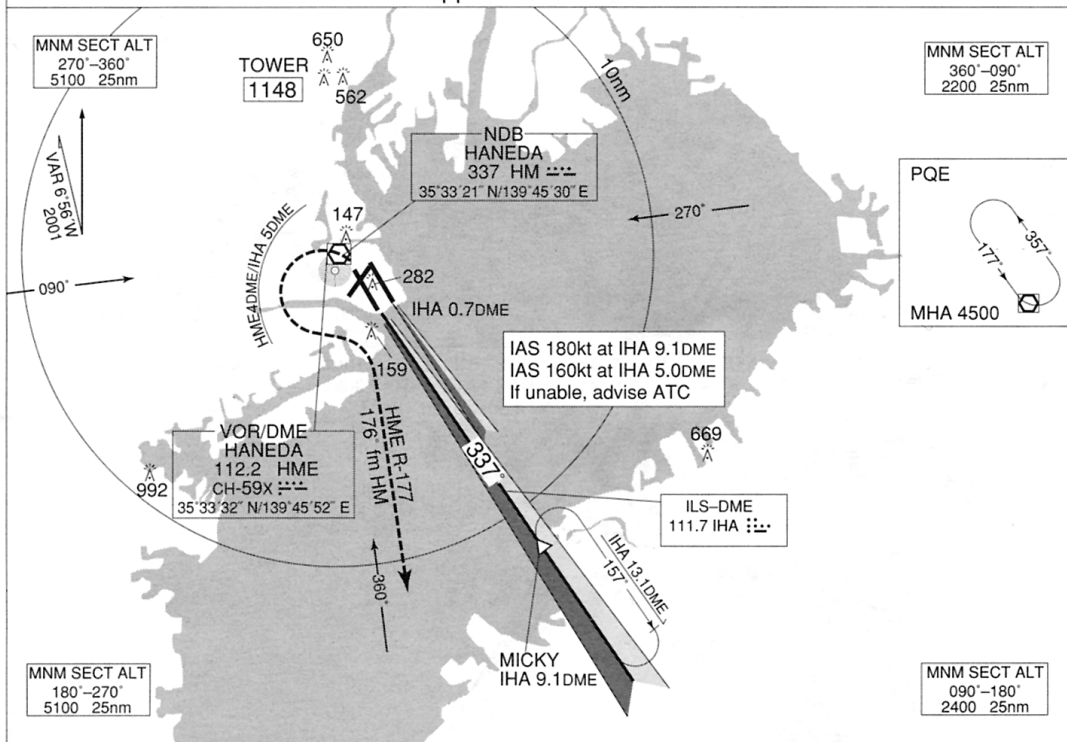 MNM SECT ALT
270°–360°
5100 25nm
650
TOWER
1148
562
10nm
MNM SECT ALT
360°–090°
2200 25nm
VAR 6°56´W
2001
NDB
HANEDA
337 HM
35°33´21˝ N/139°45´30˝ E
PQE
177°
357°
MHA 4500
270°
147
HME4DME/IHA 5DME
090°
282
IHA 0.7DME
159
IAS 180kt at IHA 9.1DME
IAS 160kt at IHA 5.0DME
If unable, advise ATC
669
HME R-177
176° fm HM
337°
VOR/DME
HANEDA
112.2 HME
CH-59X
35°33´32˝ N/139°45´52˝ E
992
ILS–DME
111.7 IHA
IHA 13.1DME
157°
360°
MICKY
IHA 9.1DME
MNM SECT ALT
180°–270°
5100 25nm
MNM SECT ALT
090°–180°
2400 25nm